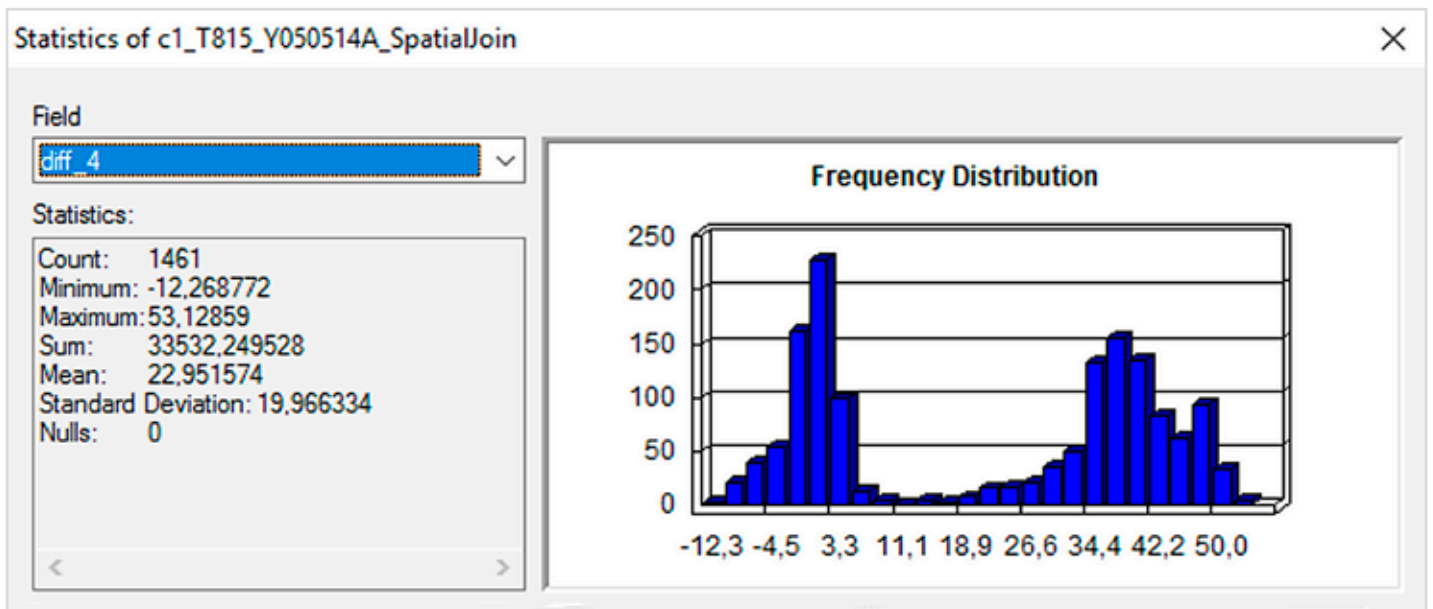 Statistics of c1_T815_Y050514A_SpatialJoin
Field
diff_4
Statistics:
Count: 1461
Minimum: -12,268772
Maximum: 53,12859
Sum: 33532,249528
Mean: 22,951574
Standard Deviation: 19,966334
Nulls: 0
Frequency Distribution
250
200
150
100
50
0
-12,3 -4,5 3,3 11,1 18,9 26,6 34,4 42,2 50,0